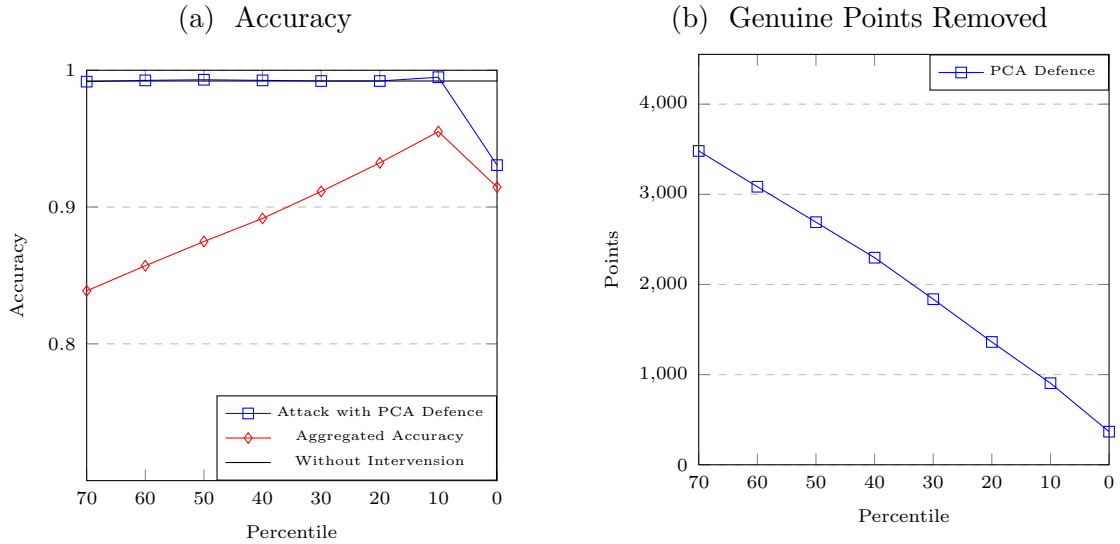 (a) Accuracy
1
0.9
0.8
Accuracy
Attack with PCA Defence
Aggregated Accuracy
Without Intervention
70 60 50 40 30 20 10 0
Percentile
(b) Genuine Points Removed
PCA Defence
4,000
3,000
2,000
1,000
0
Points
70 60 50 40 30 20 10 0
Percentile